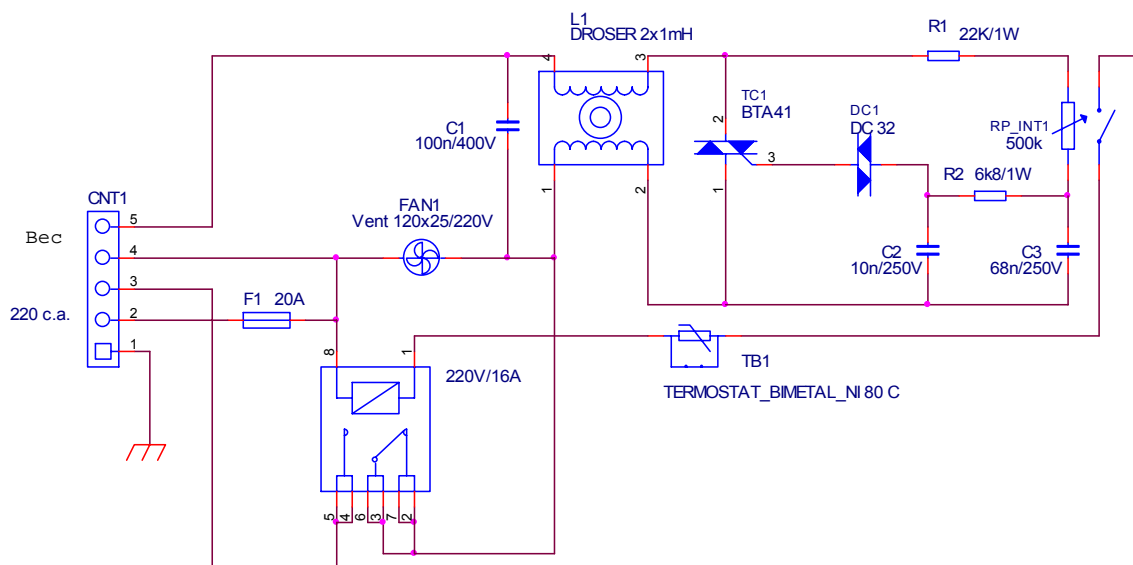 L1
DROSER 2x1mH
R1 22K/1W
4
3
TC1
BTA41
2
3
1
DC1
DC 32
RP_INT1
500k
C1
100n/400V
1
2
R2 6k8/1W
CNT1
FAN1
Vent 120x25/220V
5
Bec
4
3
C2
10n/250V
C3
68n/250V
F1 20A
220 c.a.
2
1
8
1
TB1
220V/16A
TERMOSTAT_BIMETAL_NI 80 C
5
4
6
3
7
2